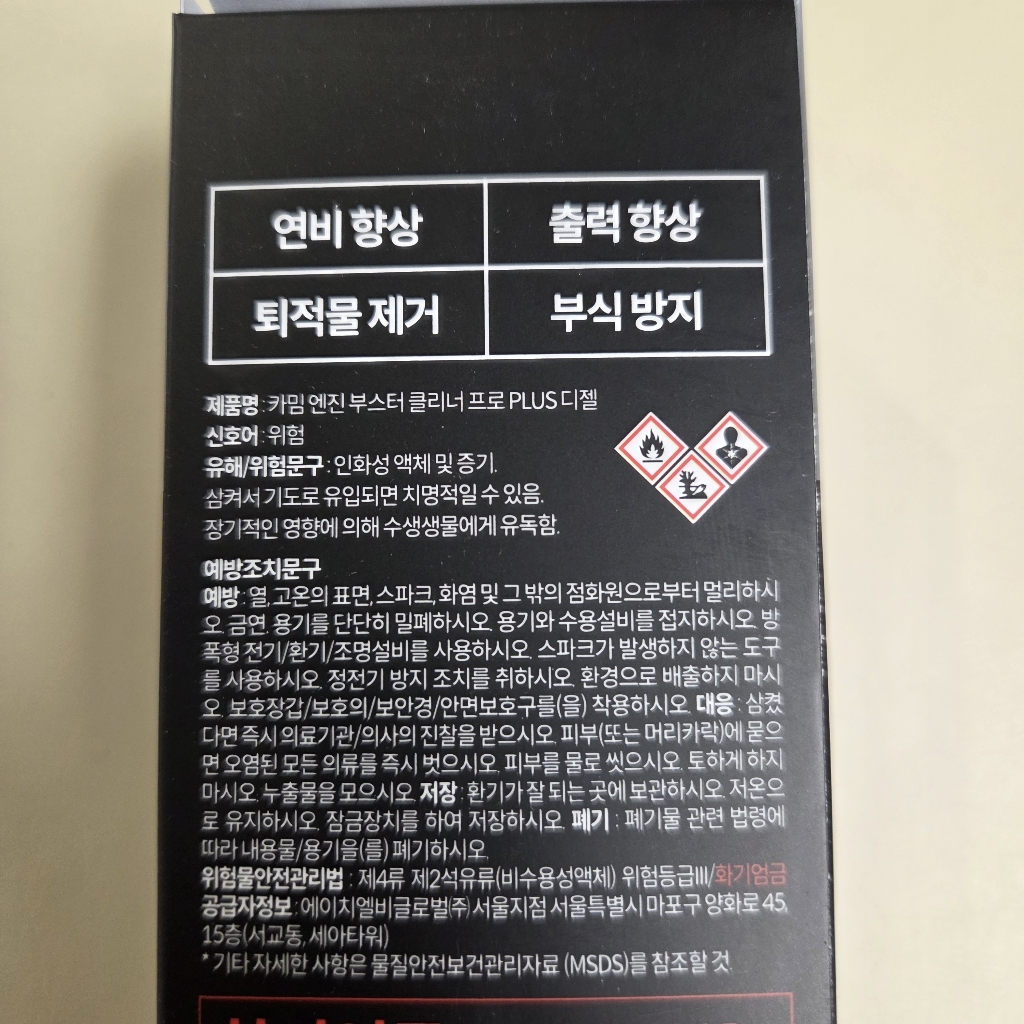 연비 향상
출력 향상
퇴적물 제거
부식 방지
제품명 : 카밈 엔진 부스터 클리너 프로 PLUS 디젤
신호어 : 위험
유해/위험문구 : 인화성 액체 및 증기.
삼켜서 기도로 유입되면 치명적일 수 있음.
장기적인 영향에 의해 수생생물에게 유독함.
예방조치문구
예방 : 열, 고온의 표면, 스파크, 화염 및 그 밖의 점화원으로부터 멀리하시
오. 금연. 용기를 단단히 밀폐하시오. 용기와 수용설비를 접지하시오. 방
폭형 전기/환기/조명설비를 사용하시오. 스파크가 발생하지 않는 도구
를 사용하시오. 정전기 방지 조치를 취하시오. 환경으로 배출하지 마시
오. 보호장갑/보호의/보안경/안면보호구를(을) 착용하시오. 대응 : 삼켰
다면 즉시 의료기관/의사의 진찰을 받으시오. 피부(또는 머리카락)에 묻으
면 오염된 모든 의류를 즉시 벗으시오. 피부를 물로 씻으시오. 토하게 하지
마시오. 누출물을 모으시오. 저장 : 환기가 잘 되는 곳에 보관하시오. 저온으
로 유지하시오. 잠금장치를 하여 저장하시오. 폐기 : 폐기물 관련 법령에
따라 내용물/용기을(를) 폐기하시오.
위험물안전관리법 : 제4류 제2석유류(비수용성액체) 위험등급III/화기엄금
공급자정보 : 에이치엘비글로벌㈜ 서울지점 서울특별시 마포구 양화로 45,
15층(서교동, 세아타워)
* 기타 자세한 사항은 물질안전보건관리자료 (MSDS)를 참조할 것.